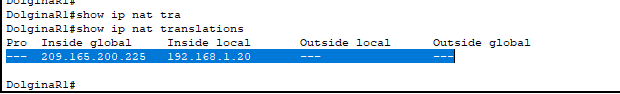 DolginaR1#show ip nat tra
DolginaR1#show ip nat translations
Pro  Inside global     Inside local       Outside local      Outside global
---  209.165.200.225   192.168.1.20       ---                ---
DolginaR1#